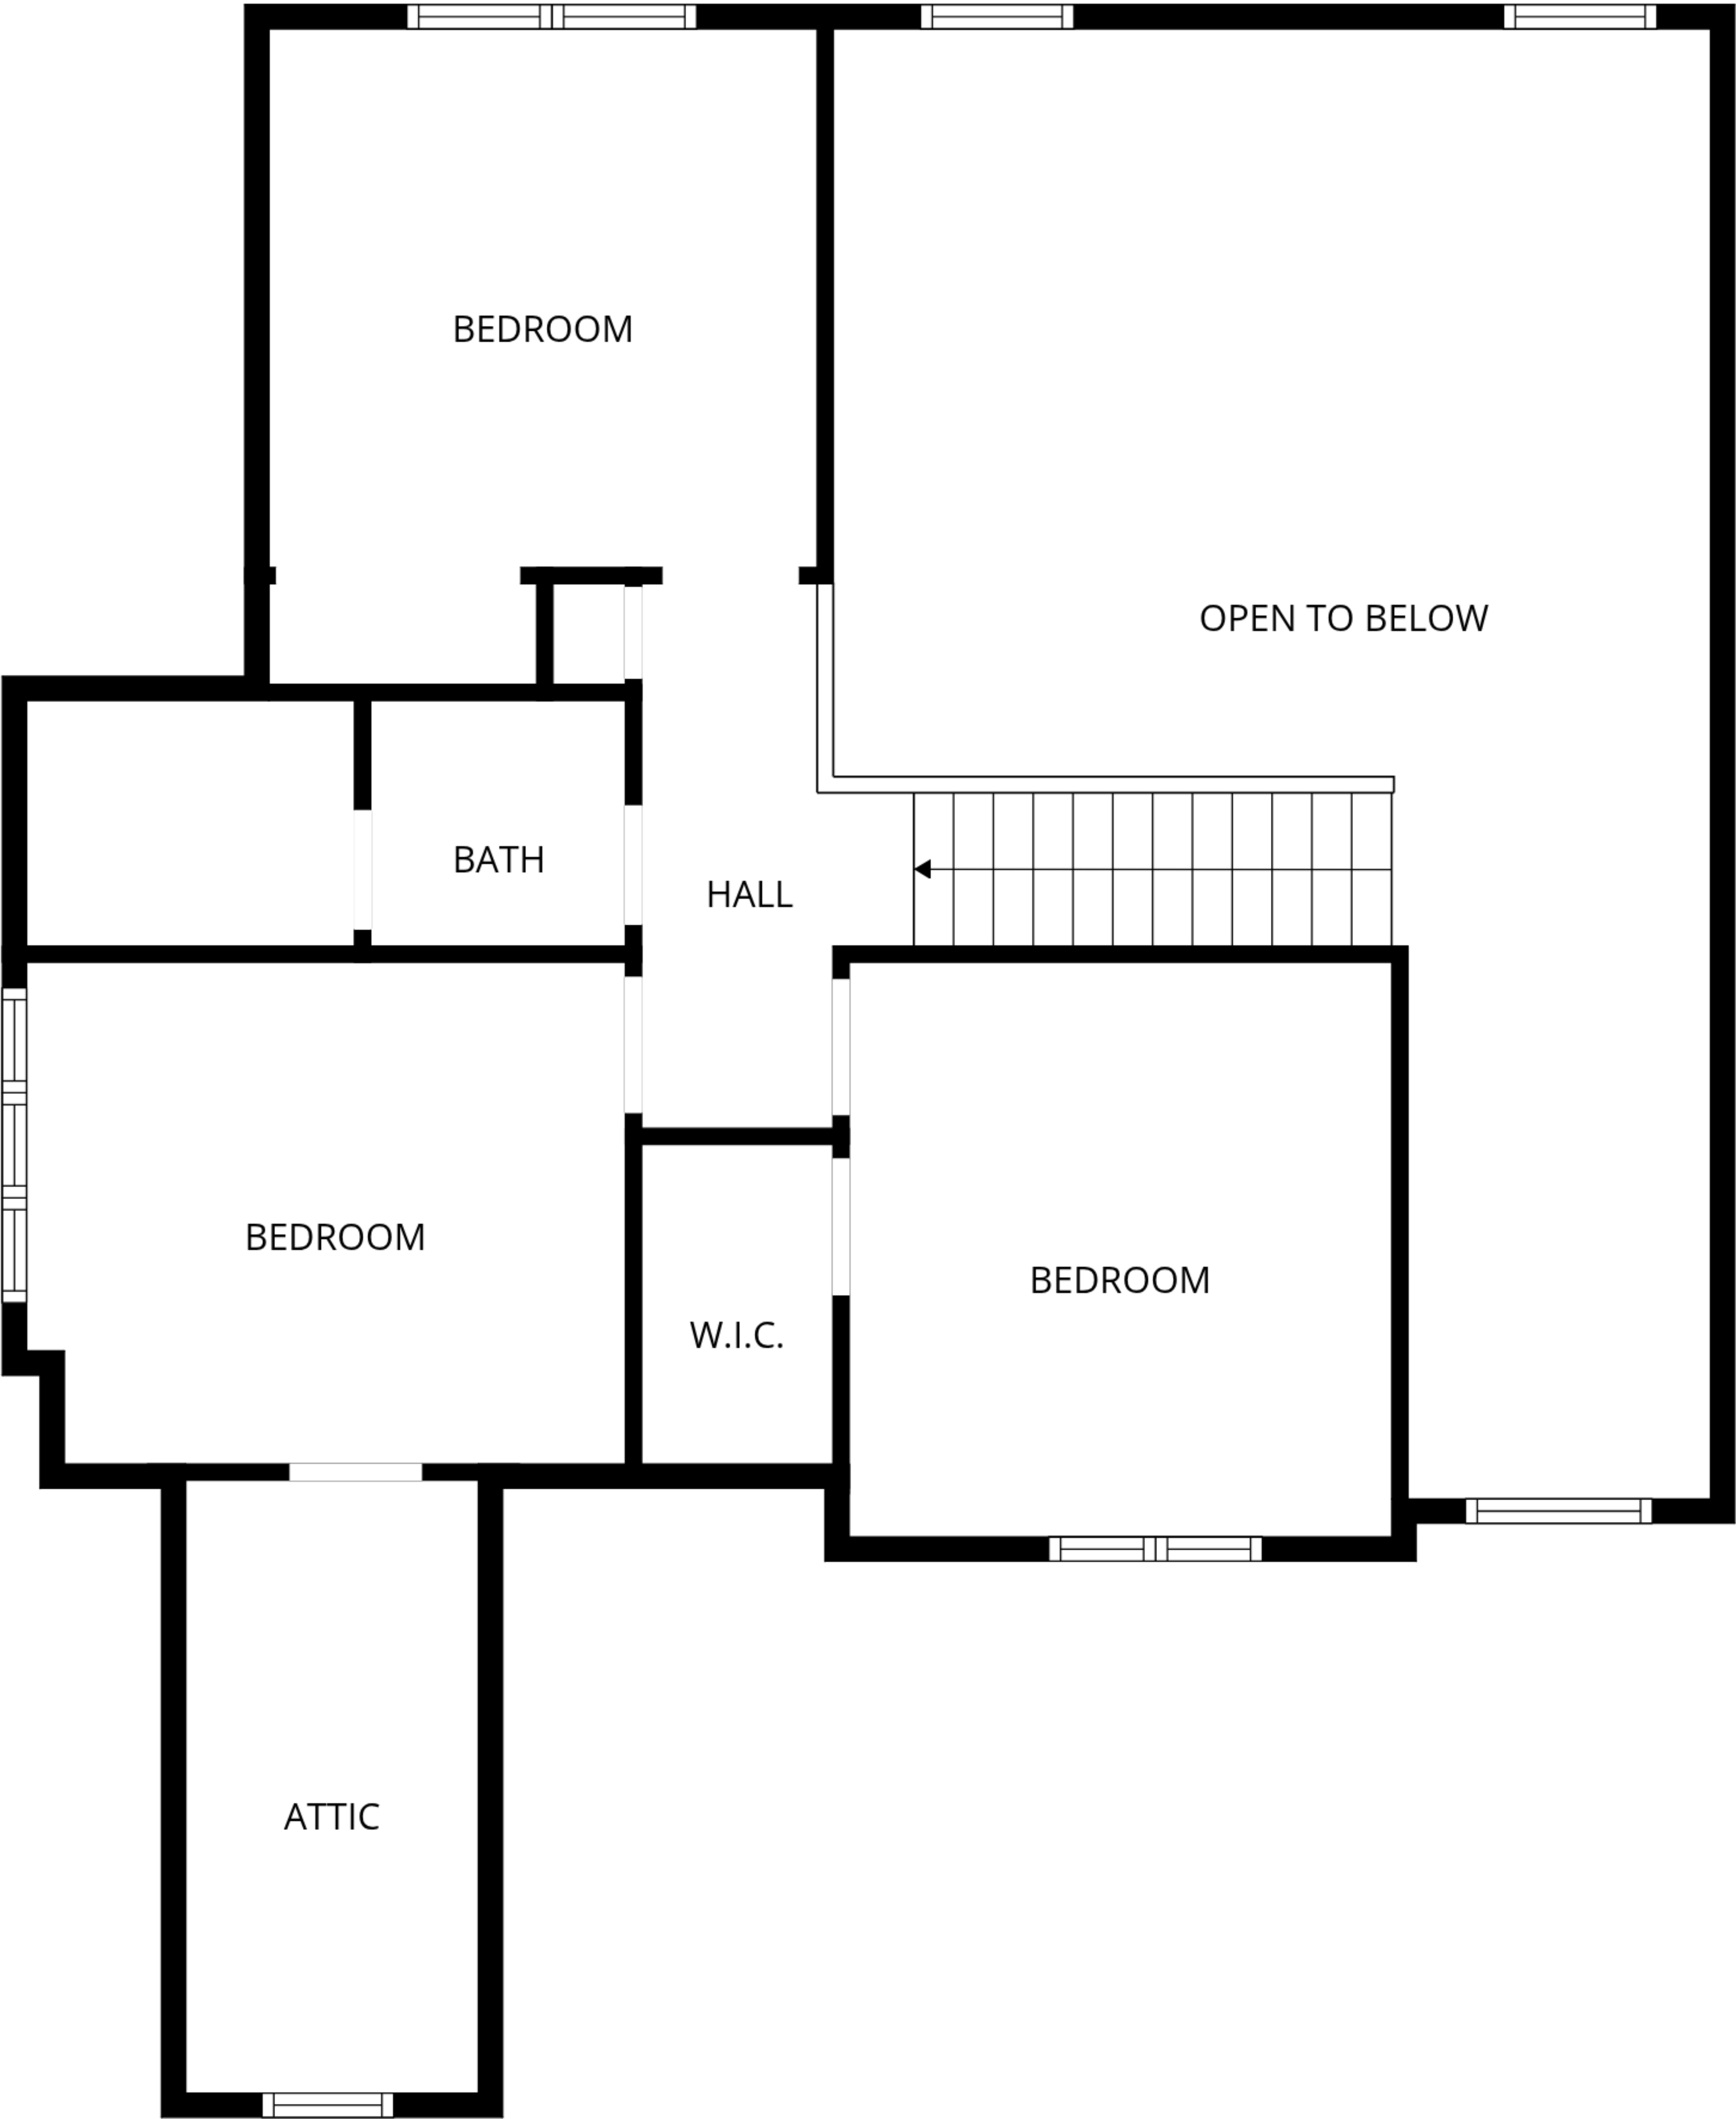 BEDROOM
OPEN TO BELOW
BATH
HALL
BEDROOM
BEDROOM
W.I.C.
ATTIC